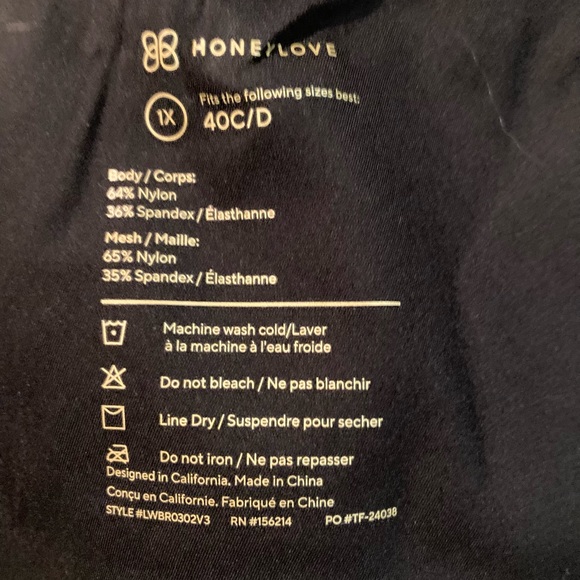 HONEYLOVE
1X
Fits the following sizes best:
40C/D
Body / Corps:
64% Nylon
36% Spandex / Élasthanne
Mesh / Maille:
65% Nylon
35% Spandex / Élasthanne
Machine wash cold/Laver
à la machine à l'eau froide
Do not bleach / Ne pas blanchir
Line Dry / Suspendre pour secher
Do not iron / Ne pas repasser
Designed in California. Made in China
Conçu en Californie. Fabriqué en Chine
STYLE #LWBR0302V3 RN #156214 PO #TF-24038